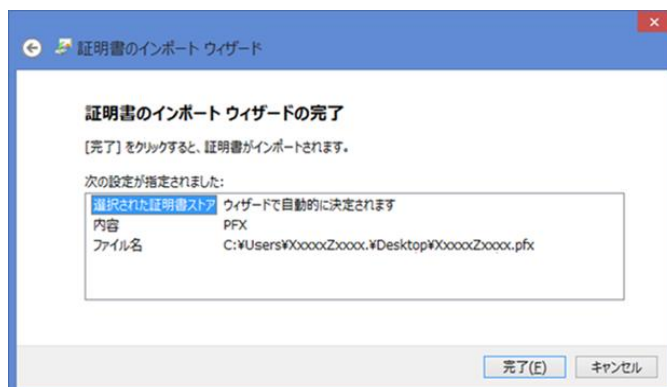 証明書のインポート ウィザード
証明書のインポート ウィザードの完了
[完了] をクリックすると、証明書がインポートされます。
次の設定が指定されました:
選択された証明書ストア ウィザードで自動的に決定されます
内容 PFX
ファイル名 C:¥Users¥XxxxxZxxxx.¥Desktop¥XxxxxZxxxx.pfx
完了(F) キャンセル